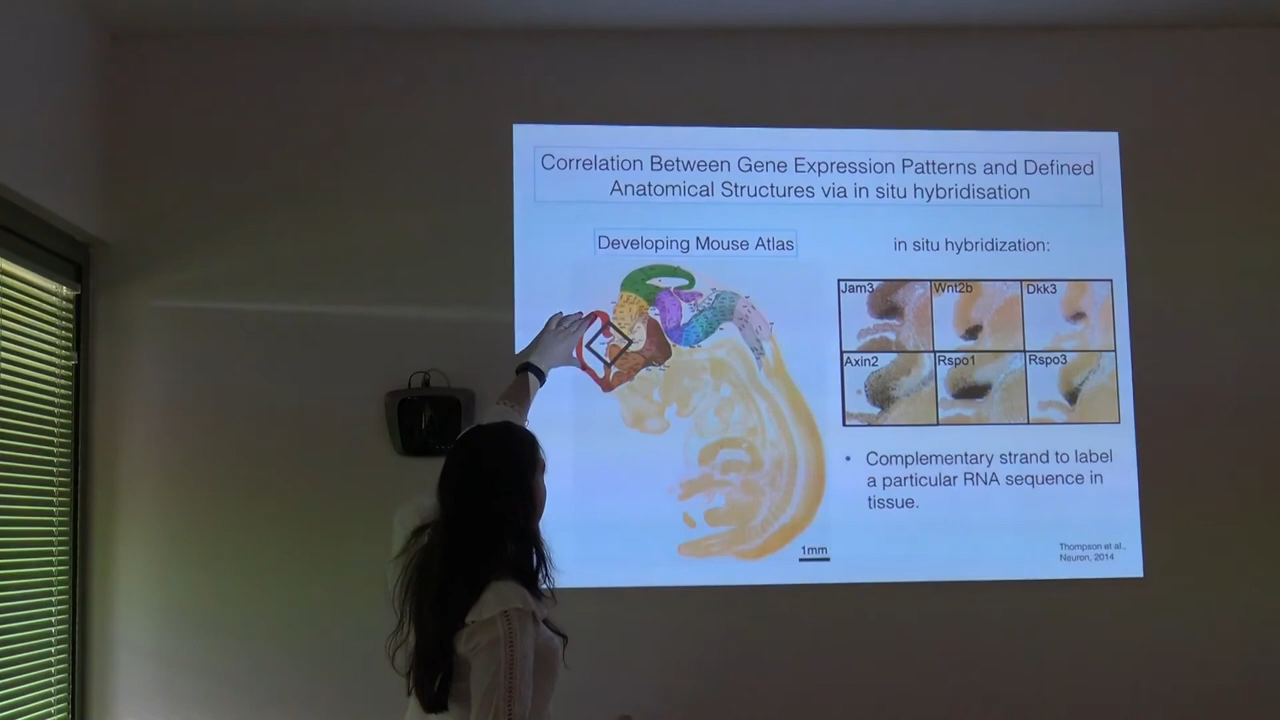 Correlation Between Gene Expression Patterns and Defined
Anatomical Structures via in situ hybridisation
Developing Mouse Atlas
in situ hybridization:
Jam3
Wnt2b
Dkk3
Axin2
Rspo1
Rspo3
• Complementary strand to label
a particular RNA sequence in
tissue.
1mm
Thompson et al.,
Neuron, 2014